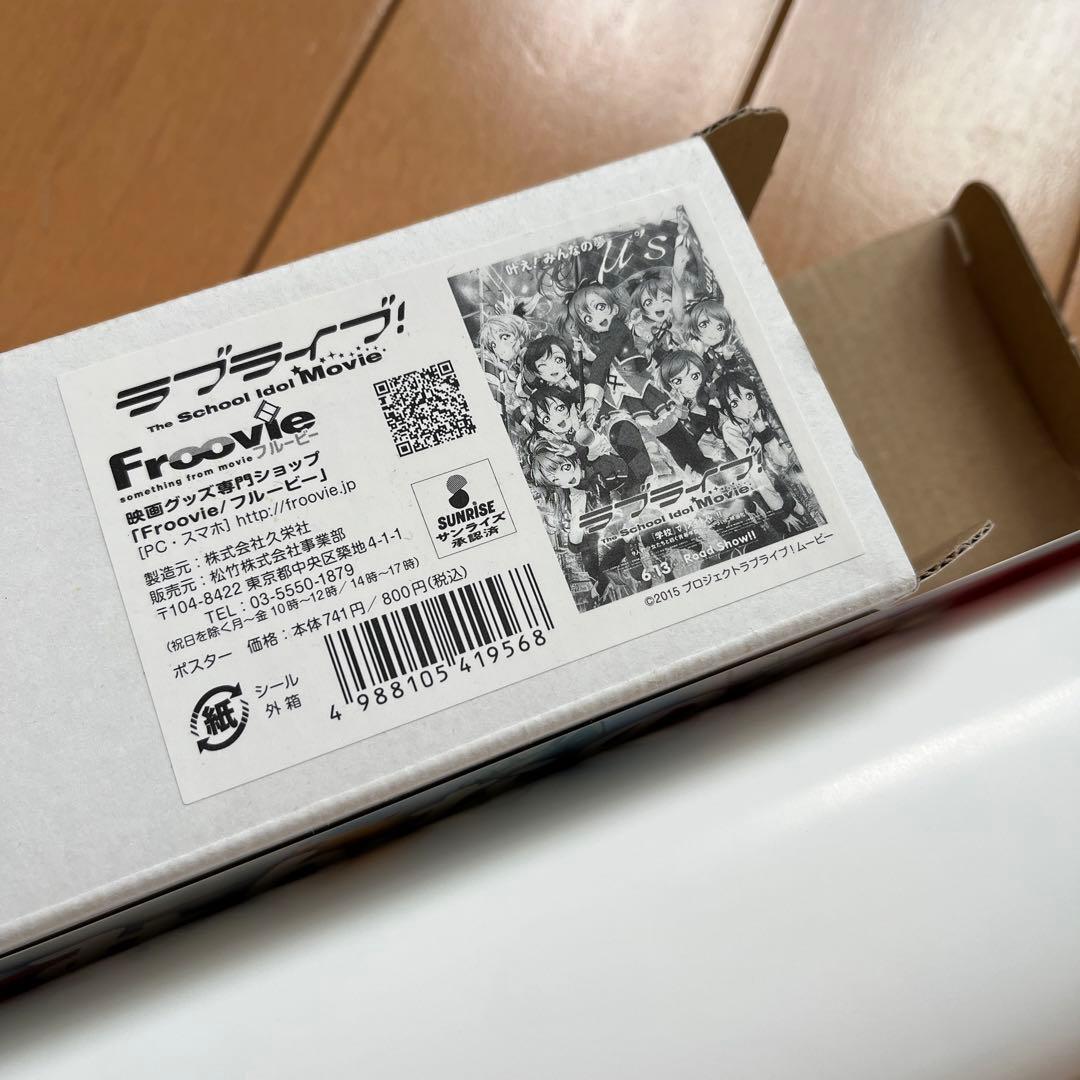 ラブライブ!
The School Idol Movie
Froovie
something from movie フルービー
映画グッズ専門ショップ
「Froovie/フルービー」
[PC・スマホ] http://froovie.jp
製造元：株式会社久栄社
販売元：松竹株式会社事業部
〒104-8422 東京都中央区築地4-1-1
TEL：03-5550-1879
(祝日を除く月～金 10時～12時/14時～17時)
ポスター 価格：本体741円/800円(税込)
紙
シール
外箱
4 988105 419568
SUNRISE
サンライズ
承認済
叶え!みんなの夢
μ's
ラブライブ!
The School Idol Movie
6.13 Road Show!!
©2015 プロジェクトラブライブ!ムービー